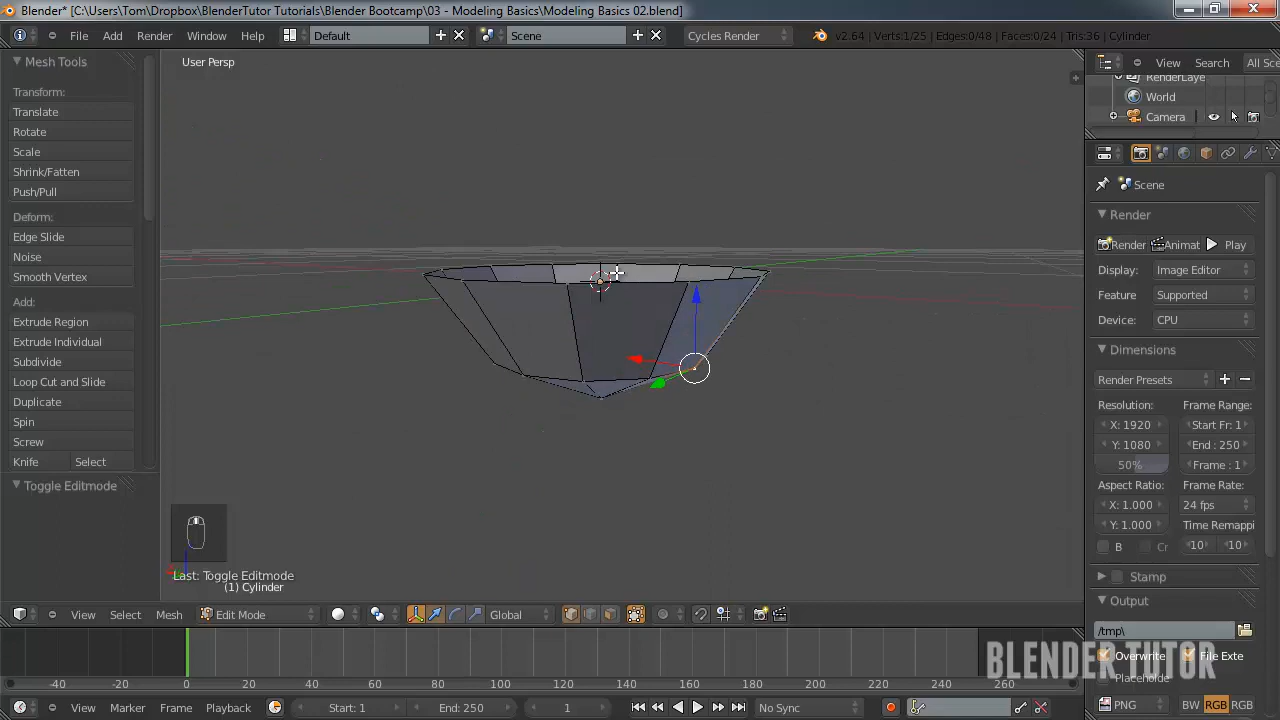 Blender* [C:\Users\Tom\Dropbox\BlenderTutor Tutorials\Blender Bootcamp\03 - Modeling Basics\Modeling Basics 02.blend]
File Add Render Window Help Default Scene Cycles Render v2.64 | Verts:1/25 | Edges:0/48 | Faces:0/24 | Tris:36 | Cylinder
Mesh Tools
Transform:
Translate
Rotate
Scale
Shrink/Fatten
Push/Pull
Deform:
Edge Slide
Noise
Smooth Vertex
Add:
Extrude Region
Extrude Individual
Subdivide
Loop Cut and Slide
Duplicate
Spin
Screw
Knife Select
Toggle Editmode
User Persp
Last: Toggle Editmode
(1) Cylinder
View Search All Sce
RenderLaye
World
Camera
Scene
Render
Render Animat Play
Display: Image Editor
Feature Supported
Device: CPU
Dimensions
Render Presets
Resolution: Frame Range:
X: 1920 Start Fr: 1
Y: 1080 End : 250
50% Frame : 1
Aspect Ratio: Frame Rate:
X: 1.000 24 fps
Y: 1.000 Time Remappi
B Cr 10 10
Stamp
Output
/tmp\
Overwrite File Exte
Placeholde
PNG BW RGB RGB
View Select Mesh Edit Mode Global
-40 -20 0 20 40 60 80 100 120 140 160 180 200 220 240 260
View Marker Frame Playback Start: 1 End: 250 1 No Sync
BLENDER TUTOR